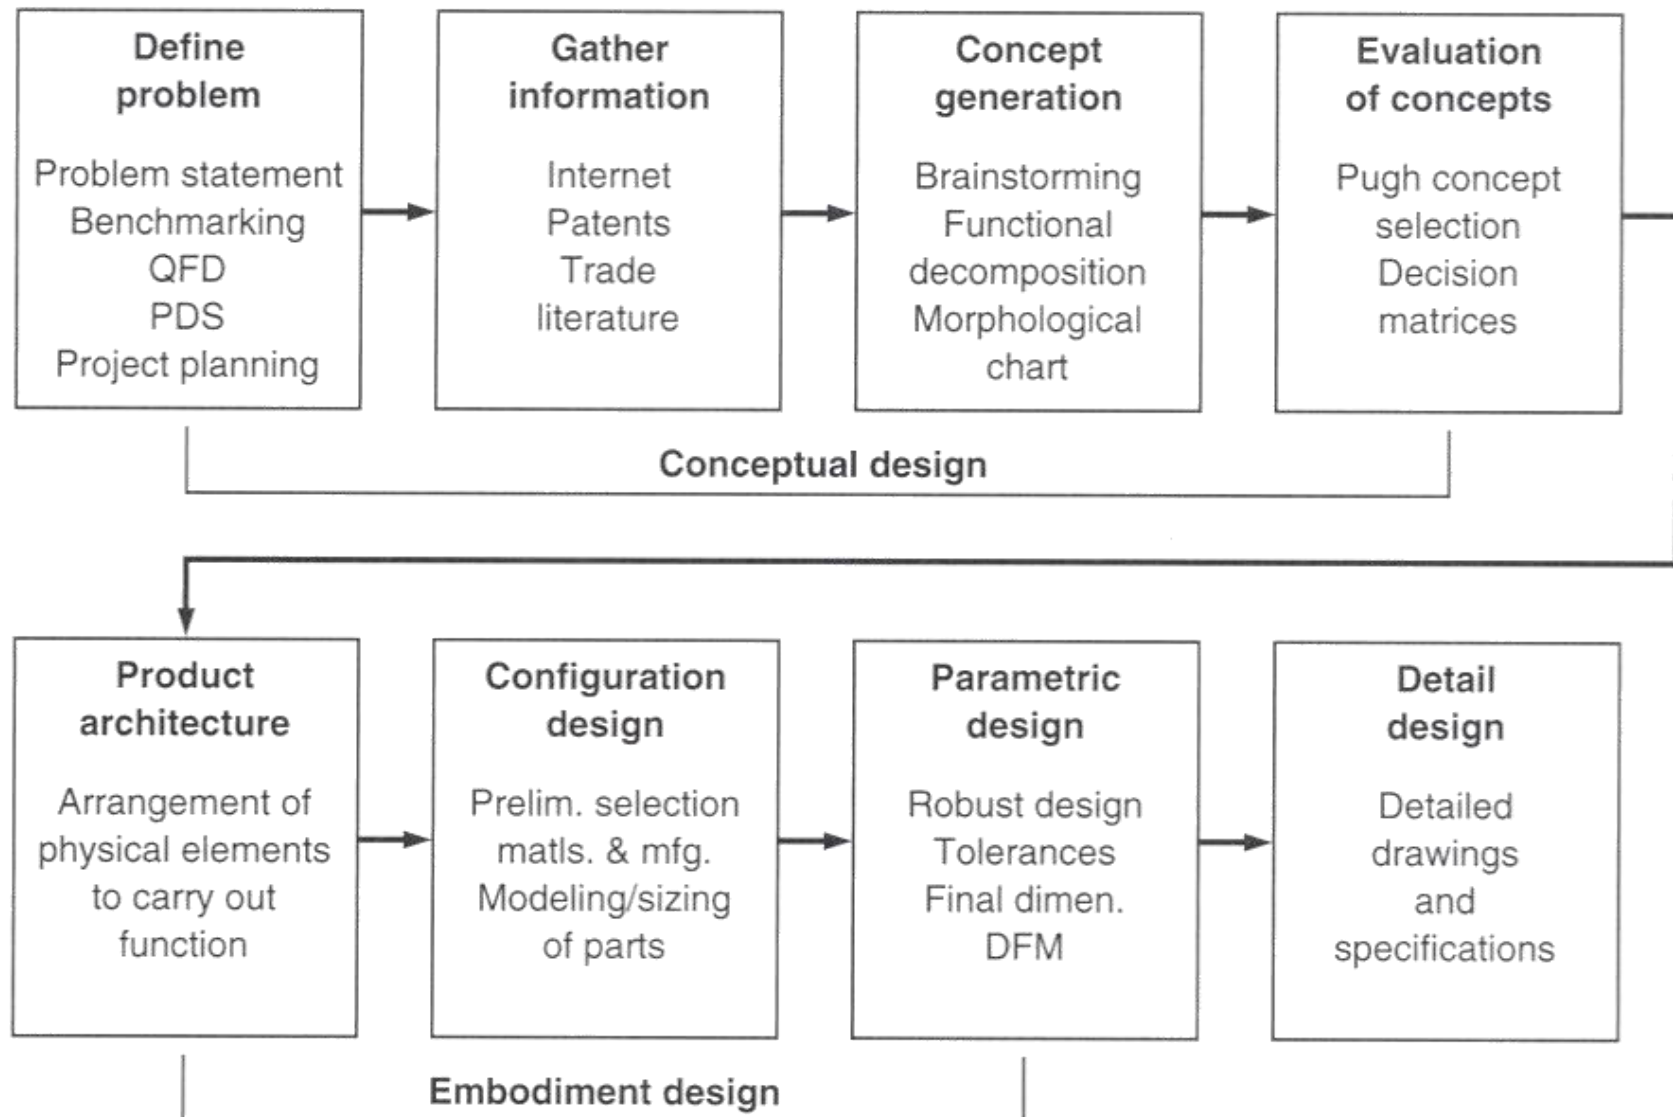 Define
problem
Problem statement
Benchmarking
QFD
PDS
Project planning
Gather
information
Internet
Patents
Trade
literature
Concept
generation
Brainstorming
Functional
decomposition
Morphological
chart
Evaluation
of concepts
Pugh concept
selection
Decision
matrices
Conceptual design
Product
architecture
Arrangement of
physical elements
to carry out
function
Configuration
design
Prelim. selection
matls. & mfg.
Modeling/sizing
of parts
Parametric
design
Robust design
Tolerances
Final dimen.
DFM
Detail
design
Detailed
drawings
and
specifications
Embodiment design